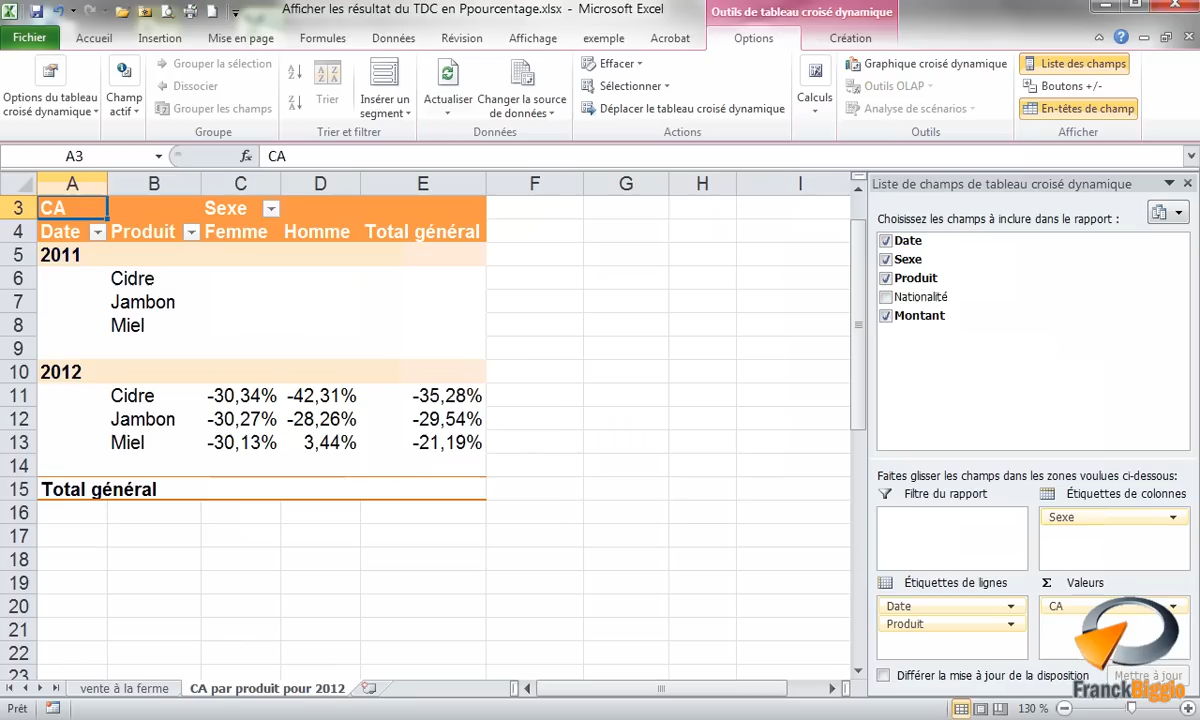 Afficher les résultat du TDC en Ppourcentage.xlsx - Microsoft Excel
Outils de tableau croisé dynamique
Fichier Accueil Insertion Mise en page Formules Données Révision Affichage exemple Acrobat Options Création
Options du tableau croisé dynamique
Champ actif
Grouper la sélection
Dissocier
Grouper les champs
Groupe
Trier
Insérer un segment
Trier et filtrer
Actualiser
Changer la source de données
Données
Effacer
Sélectionner
Déplacer le tableau croisé dynamique
Actions
Calculs
Graphique croisé dynamique
Outils OLAP
Analyse de scénarios
Outils
Liste des champs
Boutons +/-
En-têtes de champ
Afficher
A3 fx CA
A B C D E F G H I
3 CA Sexe
4 Date Produit Femme Homme Total général
5 2011
6 Cidre
7 Jambon
8 Miel
9
10 2012
11 Cidre -30,34% -42,31% -35,28%
12 Jambon -30,27% -28,26% -29,54%
13 Miel -30,13% 3,44% -21,19%
14
15 Total général
16
17
18
19
20
21
22
23
Liste de champs de tableau croisé dynamique
Choisissez les champs à inclure dans le rapport :
Date
Sexe
Produit
Nationalité
Montant
Faites glisser les champs dans les zones voulues ci-dessous:
Filtre du rapport Étiquettes de colonnes
Sexe
Étiquettes de lignes Σ Valeurs
Date CA
Produit
Différer la mise à jour de la disposition Mettre à jour
FranckBiggio
vente à la ferme CA par produit pour 2012
Prêt 130 %